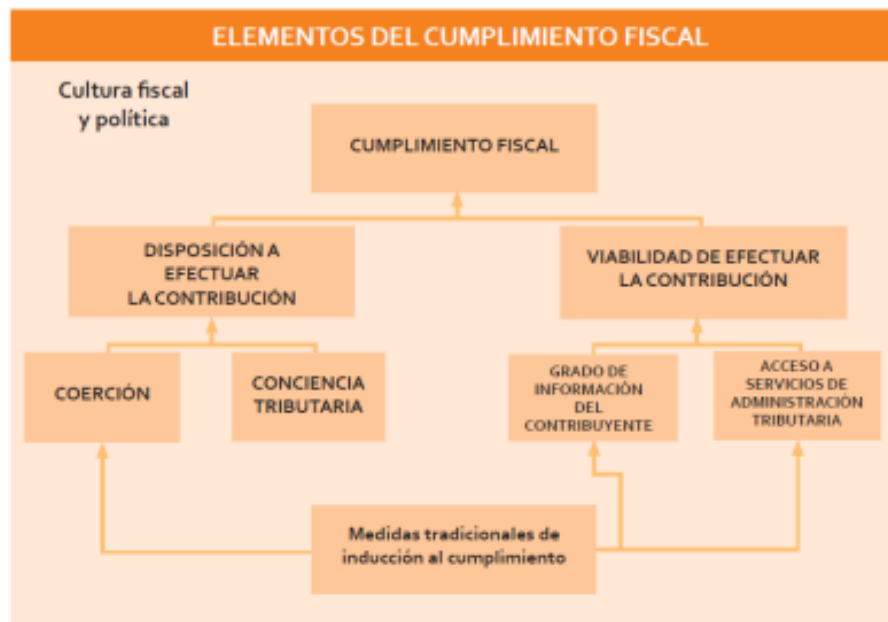 ELEMENTOS DEL CUMPLIMIENTO FISCAL
Cultura fiscal
y política
CUMPLIMIENTO FISCAL
DISPOSICIÓN A
EFECTUAR
LA CONTRIBUCIÓN
VIABILIDAD DE EFECTUAR
LA CONTRIBUCIÓN
COERCIÓN
CONCIENCIA
TRIBUTARIA
GRADO DE
INFORMACIÓN
DEL
CONTRIBUYENTE
ACCESO A
SERVICIOS DE
ADMINISTRACIÓN
TRIBUTARIA
Medidas tradicionales de
inducción al cumplimiento